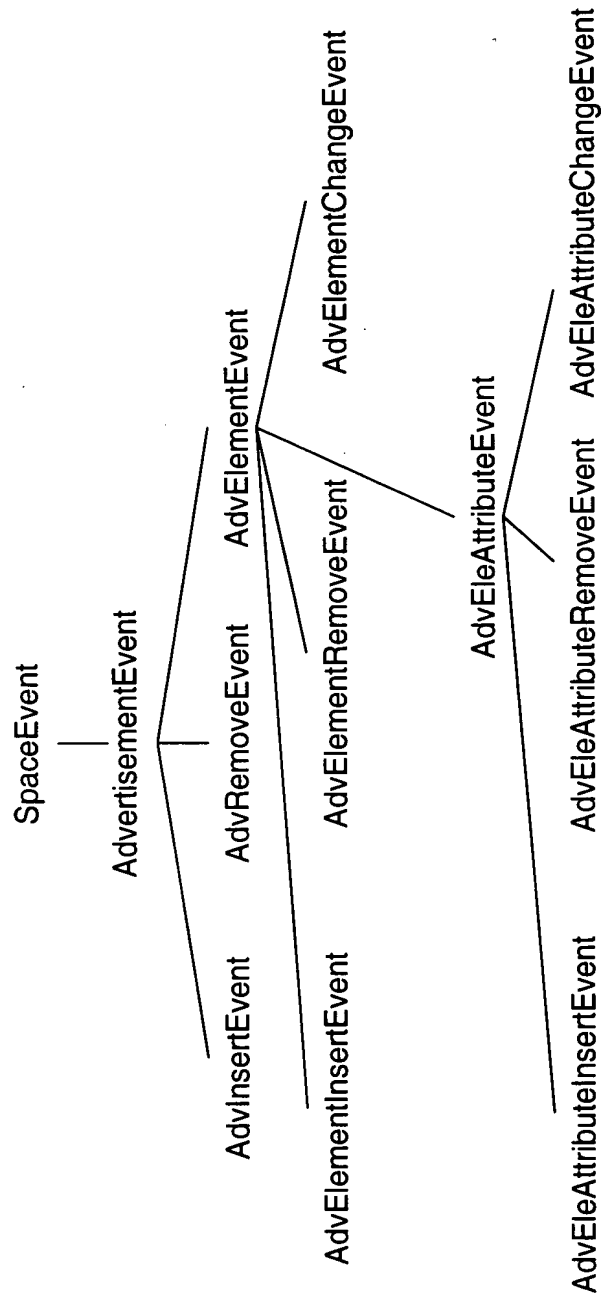 SpaceEvent
AdvertisementEvent
AdvInsertEvent
AdvRemoveEvent
AdvElementEvent
AdvElementInsertEvent
AdvElementRemoveEvent
AdvElementChangeEvent
AdvEleAttributeEvent
AdvEleAttributeInsertEvent
AdvEleAttributeRemoveEvent
AdvEleAttributeChangeEvent